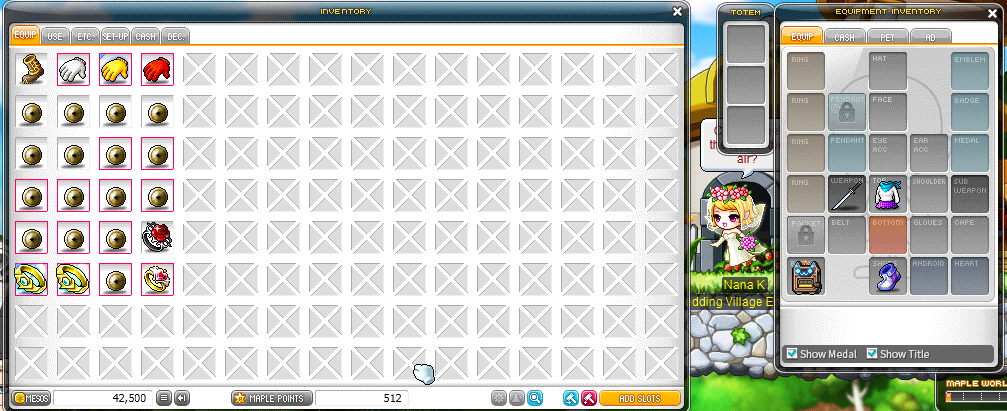 INVENTORY
EQUIP
USE
ETC.
SET-UP
CASH
DEC.
MESOS
42,500
MAPLE POINTS
512
ADD SLOTS
TOTEM
air?
Nana K
dding Village E
EQUIPMENT INVENTORY
EQUIP
CASH
PET
AD
RING
HAT
EMBLEM
RING
PENDANT
FACE
BADGE
RING
PENDANT
EYE
ACC
EAR
ACC
MEDAL
RING
WEAPON
SHOULDER
SUB
WEAPON
POCKET
BELT
BOTTOM
GLOVES
CAPE
ANDROID
HEART
Show Medal
Show Title
MAPLE WORL